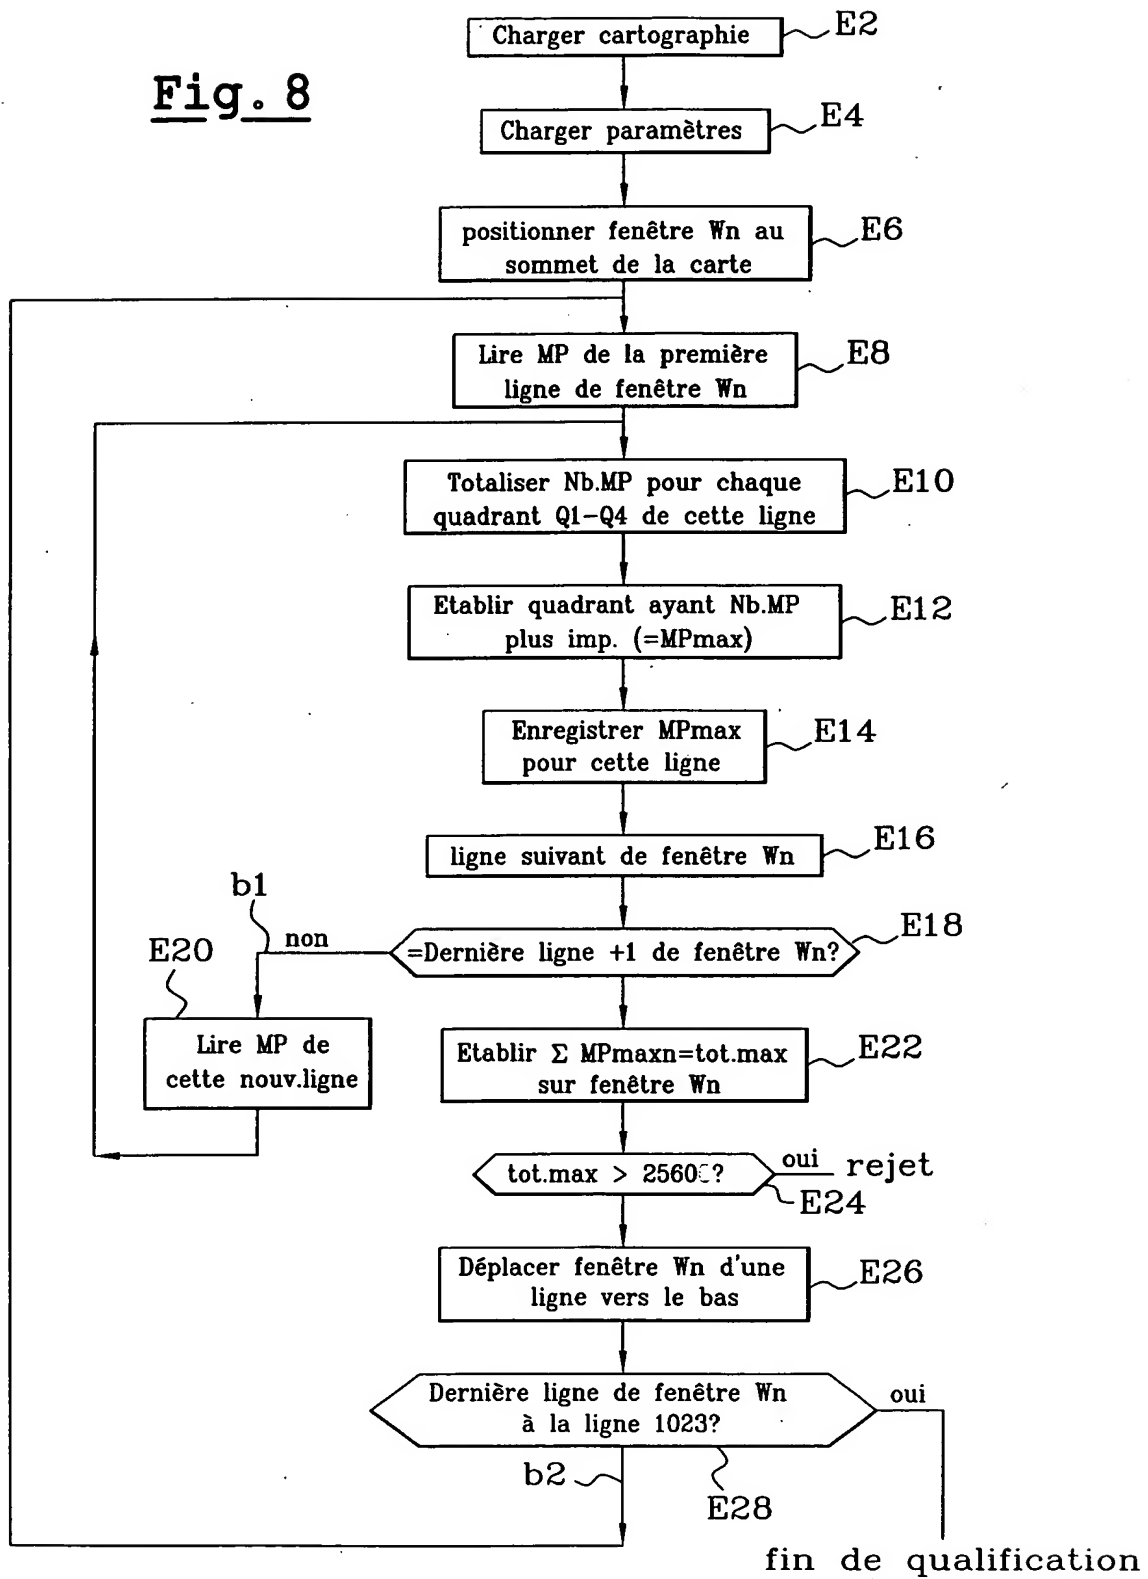 Fig. 8
Charger cartographie
E2
Charger paramètres
E4
positionner fenêtre Wn au
sommet de la carte
E6
Lire MP de la première
ligne de fenêtre Wn
E8
Totaliser Nb.MP pour chaque
quadrant Q1-Q4 de cette ligne
E10
Etablir quadrant ayant Nb.MP
plus imp. (=MPmax)
E12
Enregistrer MPmax
pour cette ligne
E14
ligne suivant de fenêtre Wn
E16
b1
non
=Dernière ligne +1 de fenêtre Wn?
E18
E20
Lire MP de
cette nouv.ligne
Etablir Σ MPmaxn=tot.max
sur fenêtre Wn
E22
tot.max >
oui
rejet
E24
Déplacer fenêtre Wn d'une
ligne vers le bas
E26
Dernière ligne de fenêtre Wn
à la ligne 1023?
oui
b2
E28
fin de qualification